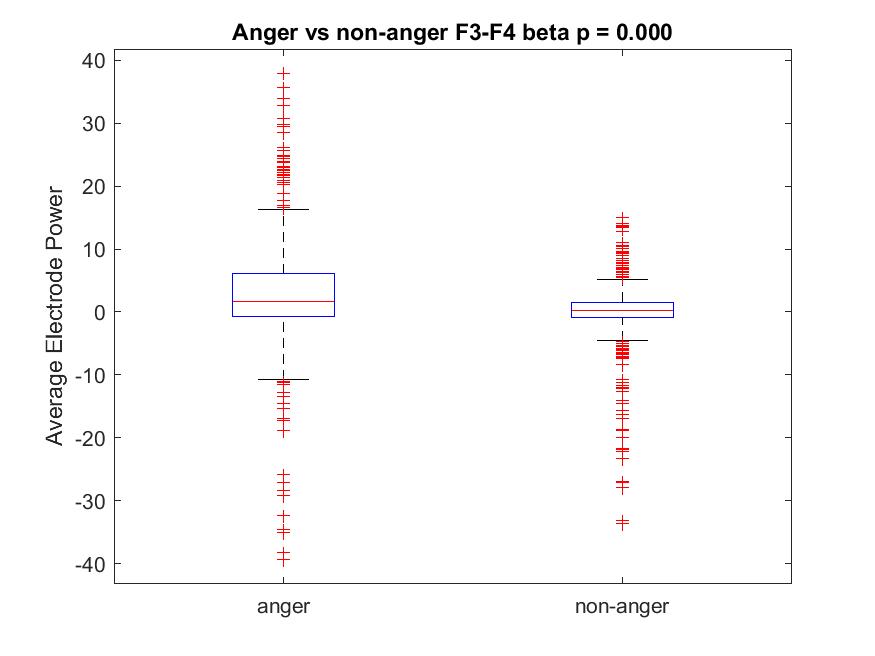 Anger vs non-anger F3-F4 beta p = 0.000
Average Electrode Power
40
30
20
10
0
-10
-20
-30
-40
anger
non-anger